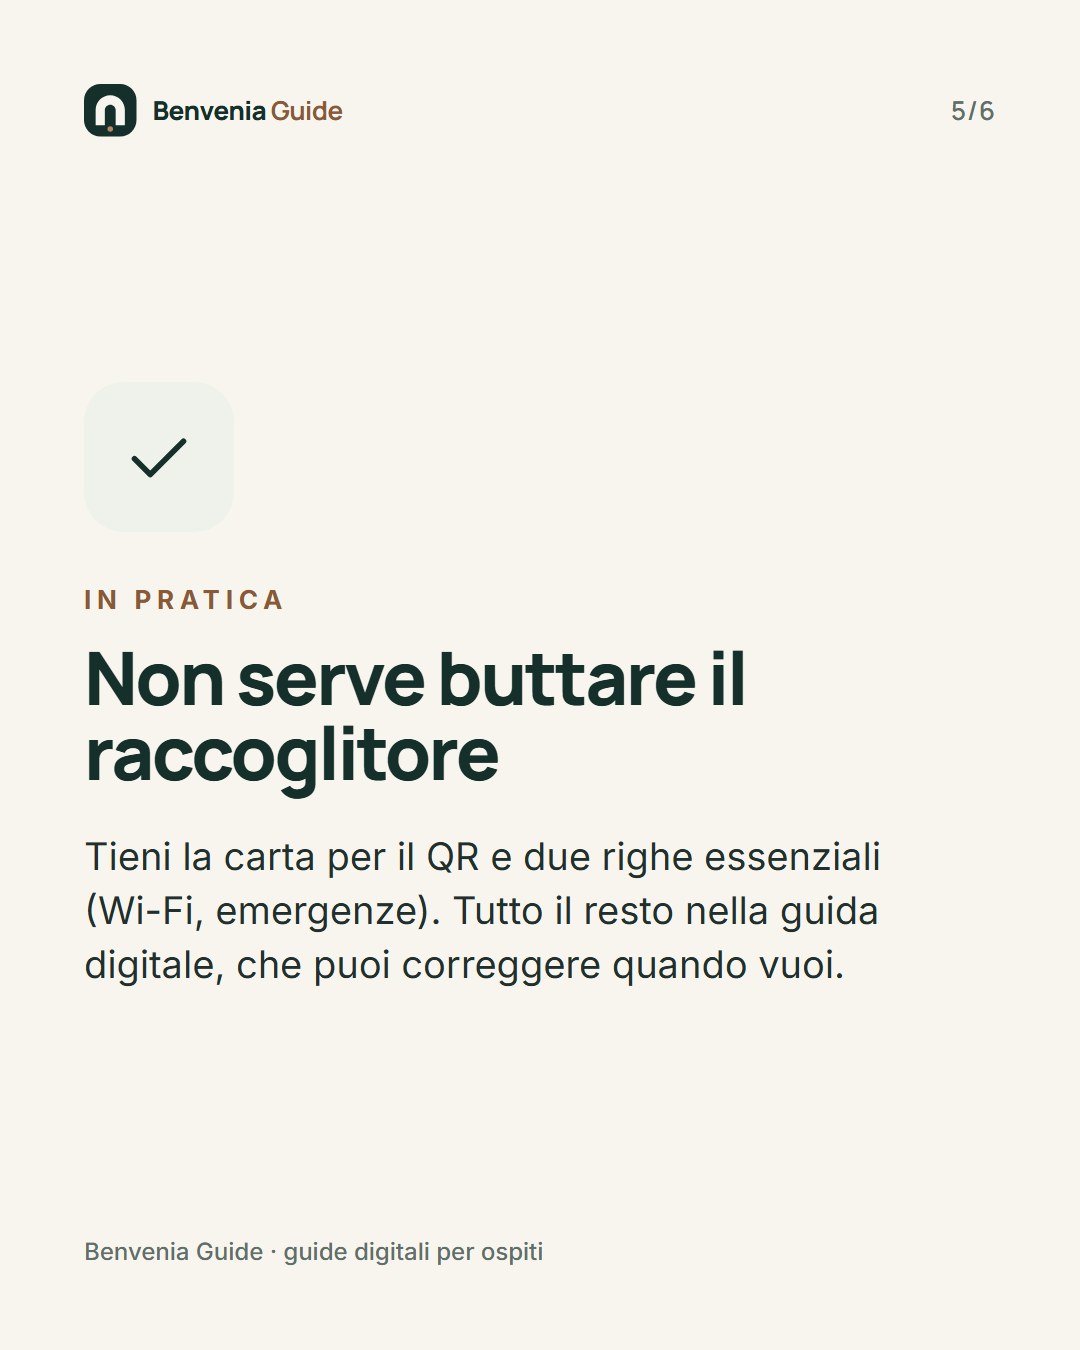 Benvenia Guide
5/6
IN PRATICA
Non serve buttare il
raccoglitore
Tieni la carta per il QR e due righe essenziali
(Wi-Fi, emergenze). Tutto il resto nella guida
digitale, che puoi correggere quando vuoi.
Benvenia Guide · guide digitali per ospiti